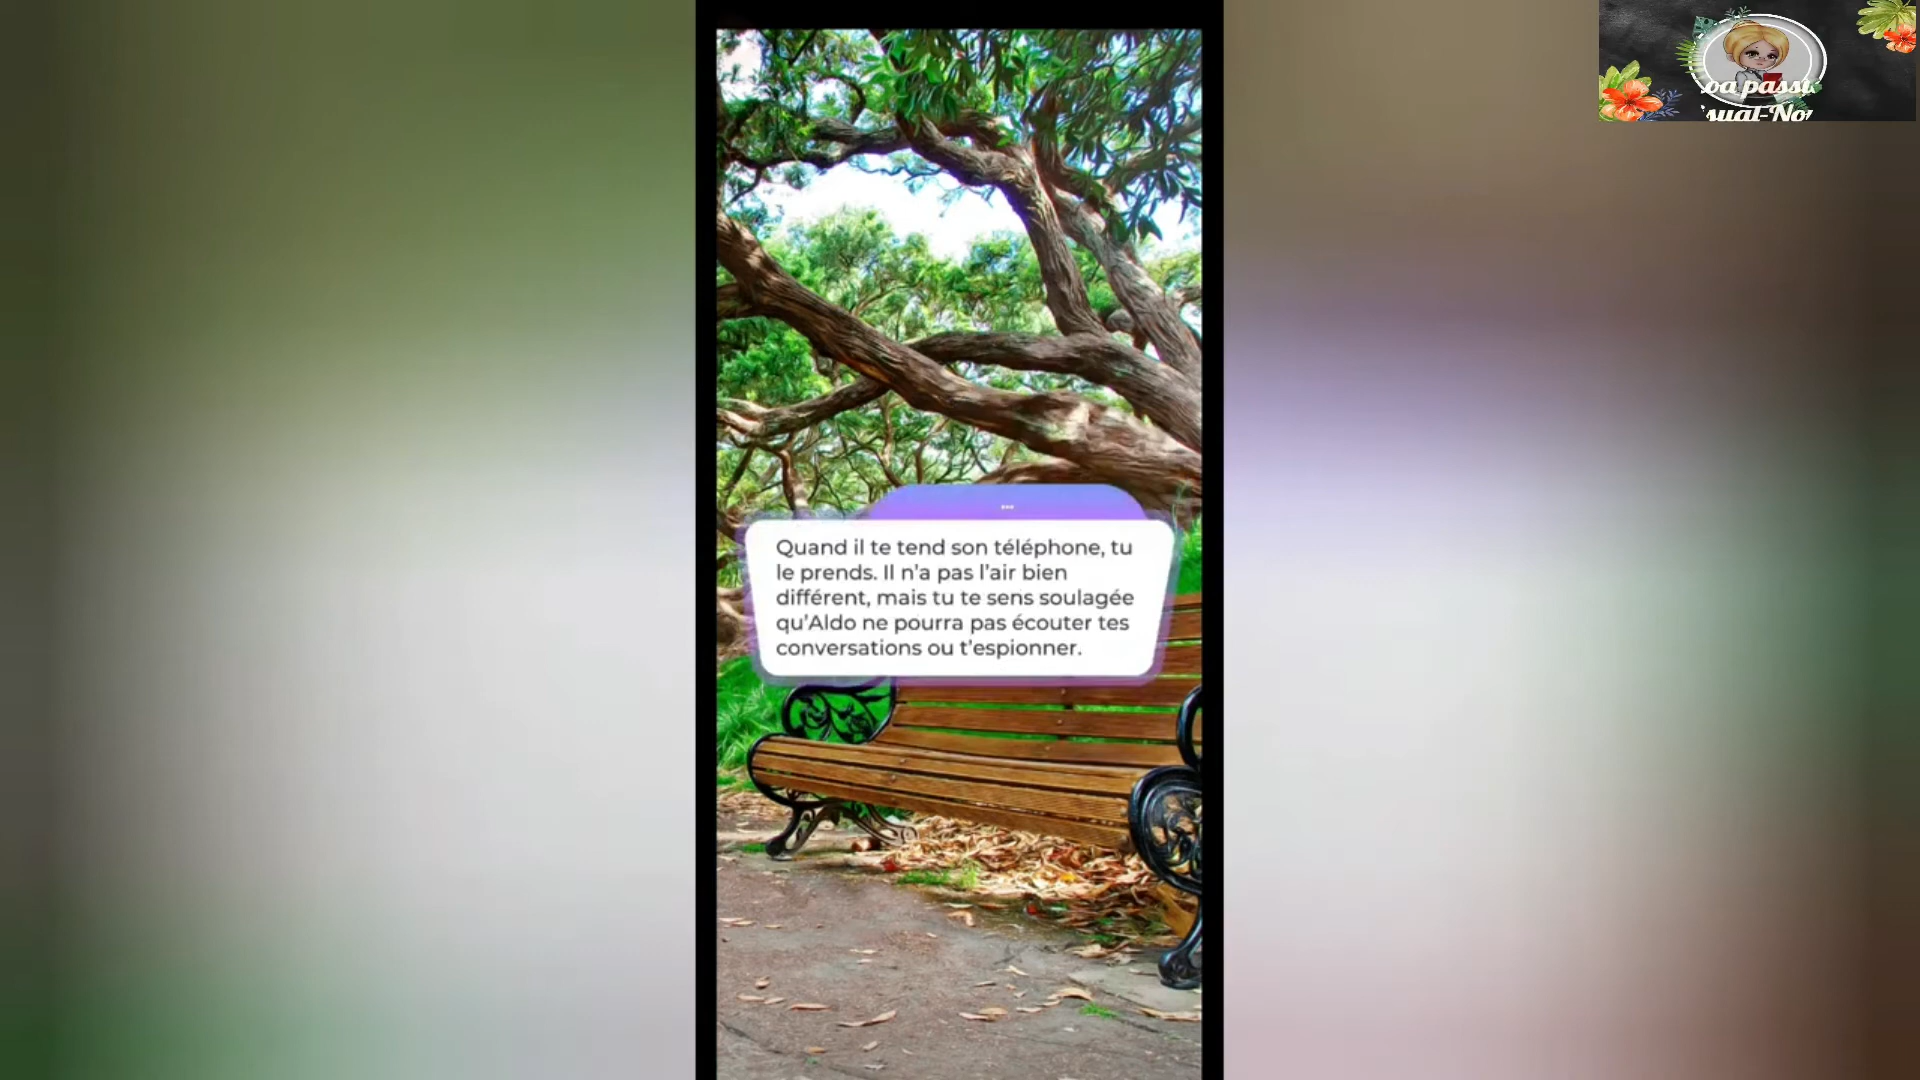 ...
Quand il te tend son téléphone, tu
le prends. Il n'a pas l'air bien
différent, mais tu te sens soulagée
qu'Aldo ne pourra pas écouter tes
conversations ou t'espionner.